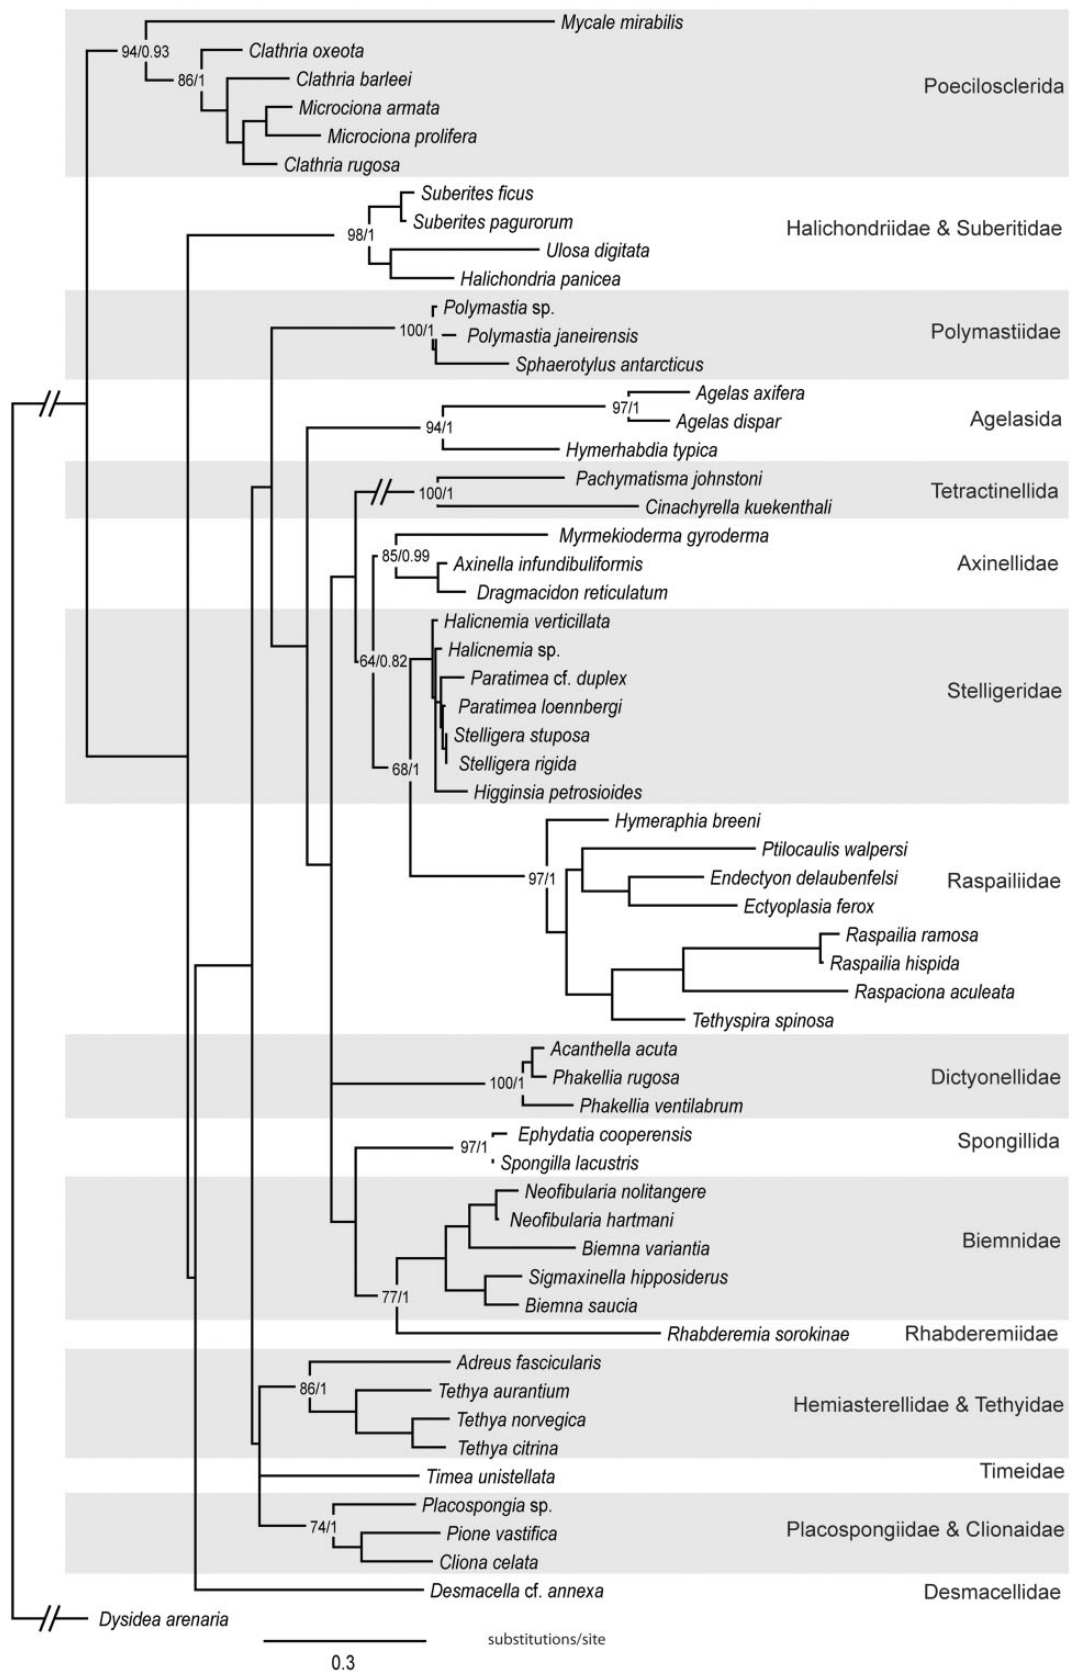 Mycale mirabilis
94/0.93
Clathria oxeota
86/1
Clathria barleei
Poecilosclerida
Microciona armata
Microciona prolifera
Clathria rugosa
Suberites ficus
Suberites pagurorum
Halichondriidae & Suberitidae
98/1
Ulosa digitata
Halichondria panicea
Polymastia sp.
100/1
Polymastia janeirensis
Polymastiidae
Sphaerotylus antarcticus
Agelas axifera
97/1
Agelas dispar
Agelasida
94/1
Hymerhabdia typica
Pachymatisma johnstoni
100/1
Tetractinellida
Cinachyrella kuekenthali
Myrmekioderma gyroderma
85/0.99
Axinella infundibuliformis
Axinellidae
Dragmacidon reticulatum
Halicnemia verticillata
Halicnemia sp.
64/0.82
Paratimea cf. duplex
Stelligeridae
Paratimea loennbergi
Stelligera stuposa
Stelligera rigida
68/1
Higginsia petrosioides
Hymeraphia breeni
Ptilocaulis walpersi
97/1
Endectyon delaubenfelsi
Raspailiidae
Ectyoplasia ferox
Raspailia ramosa
Raspailia hispida
Raspaciona aculeata
Tethyspira spinosa
Acanthella acuta
100/1
Phakellia rugosa
Dictyonellidae
Phakellia ventilabrum
Ephydatia cooperensis
97/1
Spongillida
Spongilla lacustris
Neofibularia nolitangere
Neofibularia hartmani
Biemnidae
Biemna variantia
Sigmaxinella hipposiderus
77/1
Biemna saucia
Rhabderemia sorokinae
Rhabderemiidae
Adreus fascicularis
86/1
Tethya aurantium
Hemiasterellidae & Tethyidae
Tethya norvegica
Tethya citrina
Timea unistellata
Timeidae
Placospongia sp.
74/1
Pione vastifica
Placospongiidae & Clionaidae
Cliona celata
Desmacella cf. annexa
Desmacellidae
Dysidea arenaria
substitutions/site
0.3